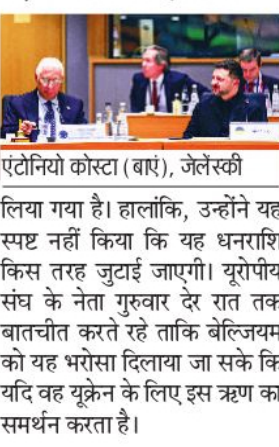 एंटोनियो कोस्टा (बाएं), जेलेंस्की
लिया गया है। हालांकि, उन्होंने यह
स्पष्ट नहीं किया कि यह धनराशि
किस तरह जुटाई जाएगी। यूरोपीय
संघ के नेता गुरुवार देर रात तक
बातचीत करते रहे ताकि बेल्जियम
को यह भरोसा दिलाया जा सके कि
यदि वह यूक्रेन के लिए इस ऋण का
समर्थन करता है।